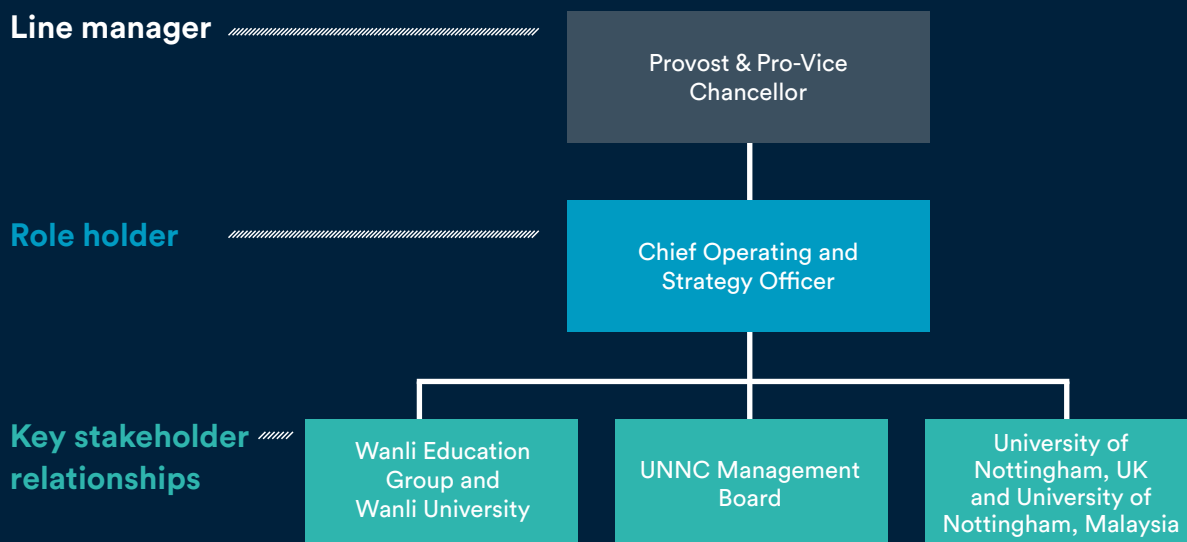 Line manager
Provost & Pro-Vice
Chancellor
Role holder
Chief Operating and
Strategy Officer
Key stakeholder
relationships
Wanli Education
Group and
Wanli University
UNNC Management
Board
University of
Nottingham, UK
and University of
Nottingham, Malaysia